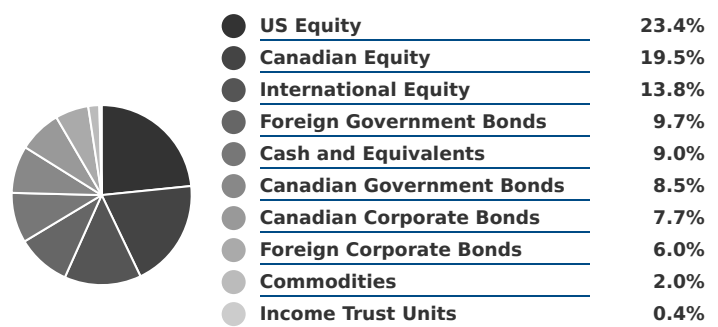 US Equity 23.4%
Canadian Equity 19.5%
International Equity 13.8%
Foreign Government Bonds 9.7%
Cash and Equivalents 9.0%
Canadian Government Bonds 8.5%
Canadian Corporate Bonds 7.7%
Foreign Corporate Bonds 6.0%
Commodities 2.0%
Income Trust Units 0.4%